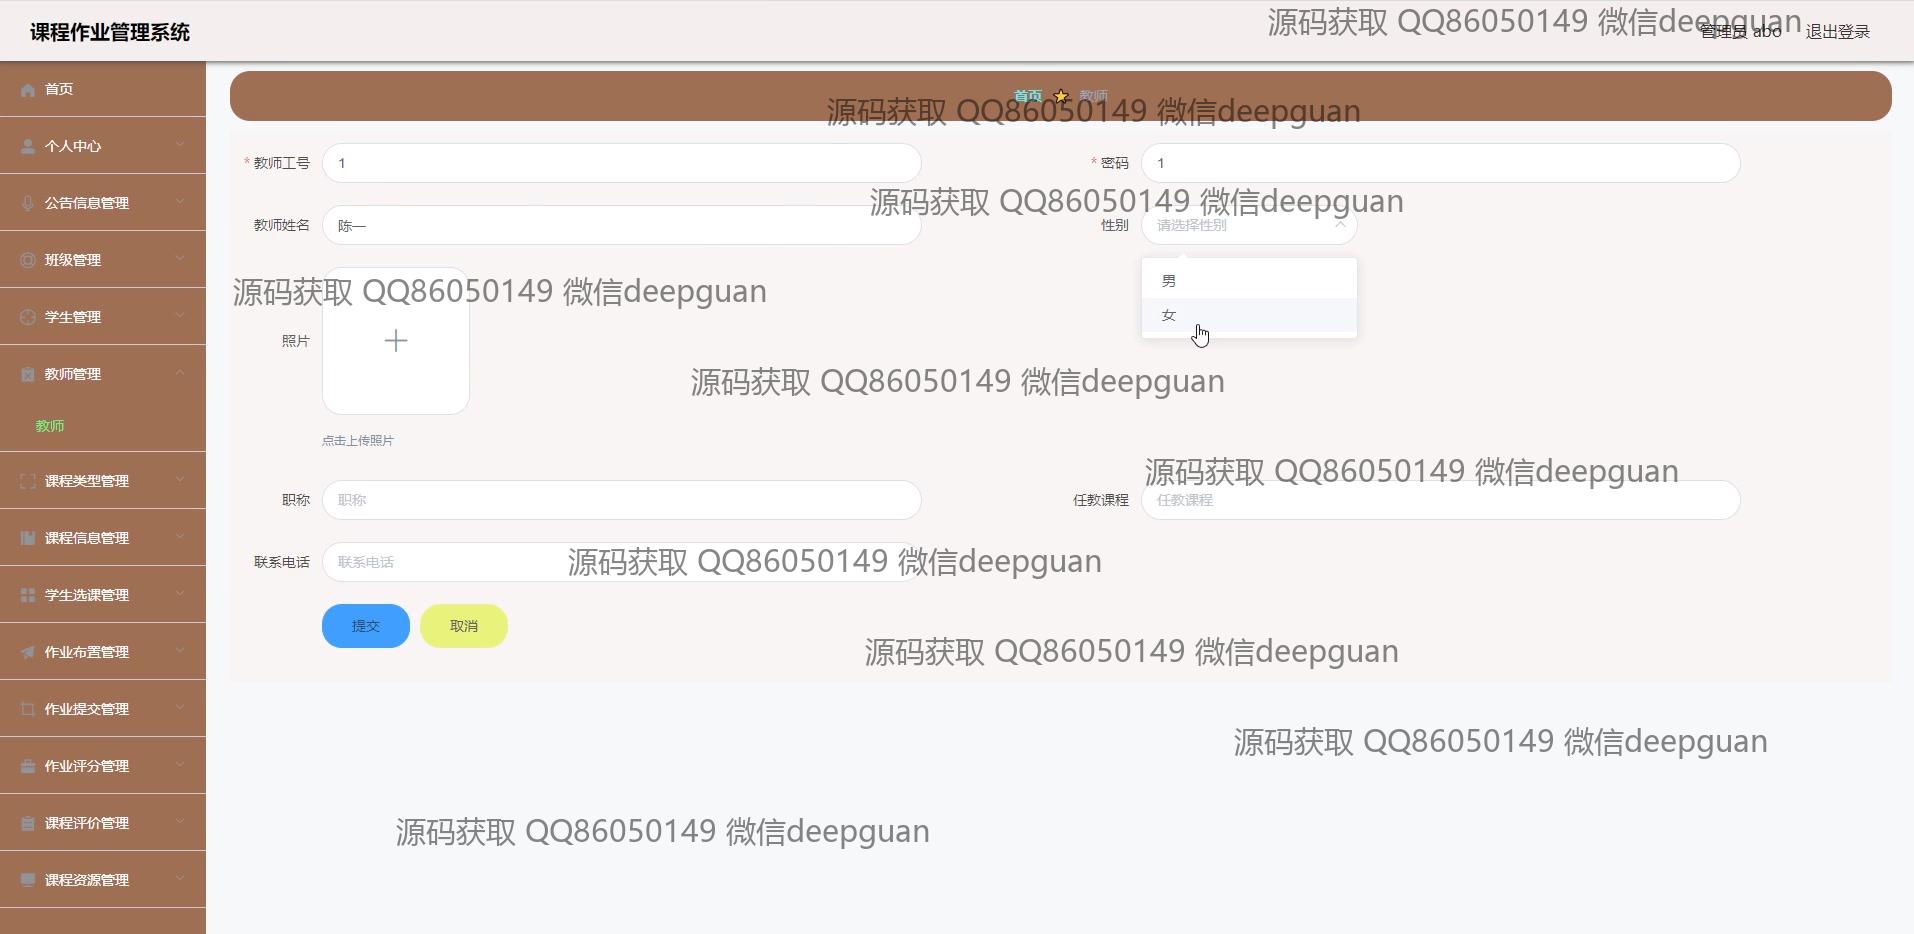 课程作业管理系统
源码获取 QQ86050149 微信deepguan
管理员 abo
退出登录
首页
个人中心
公告信息管理
班级管理
学生管理
教师管理
教师
课程类型管理
课程信息管理
学生选课管理
作业布置管理
作业提交管理
作业评分管理
课程评价管理
课程资源管理
首页 教师
源码获取 QQ86050149 微信deepguan
* 教师工号 1
* 密码 1
源码获取 QQ86050149 微信deepguan
教师姓名 陈一
性别 请选择性别
男
女
源码获取 QQ86050149 微信deepguan
照片
点击上传照片
源码获取 QQ86050149 微信deepguan
源码获取 QQ86050149 微信deepguan
职称 职称
任教课程 任教课程
联系电话 联系电话
源码获取 QQ86050149 微信deepguan
提交 取消
源码获取 QQ86050149 微信deepguan
源码获取 QQ86050149 微信deepguan
源码获取 QQ86050149 微信deepguan